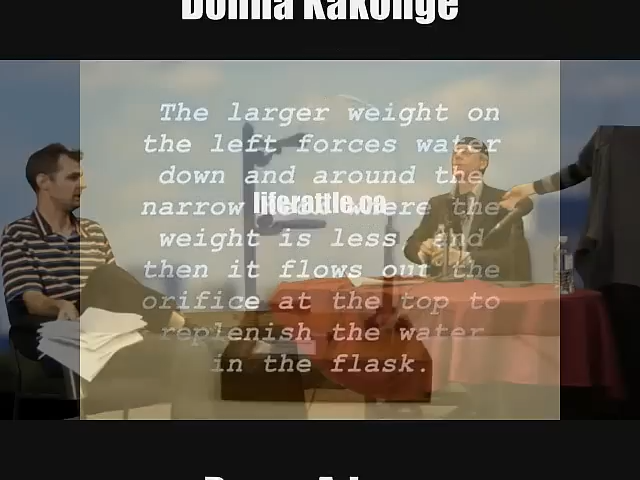 Donna Kakonge
The larger weight on
the left forces water
down and around the
narrow where the
liferattle.ca
weight is less, and
then it flows out the
orifice at the top to
replenish the water
in the flask.